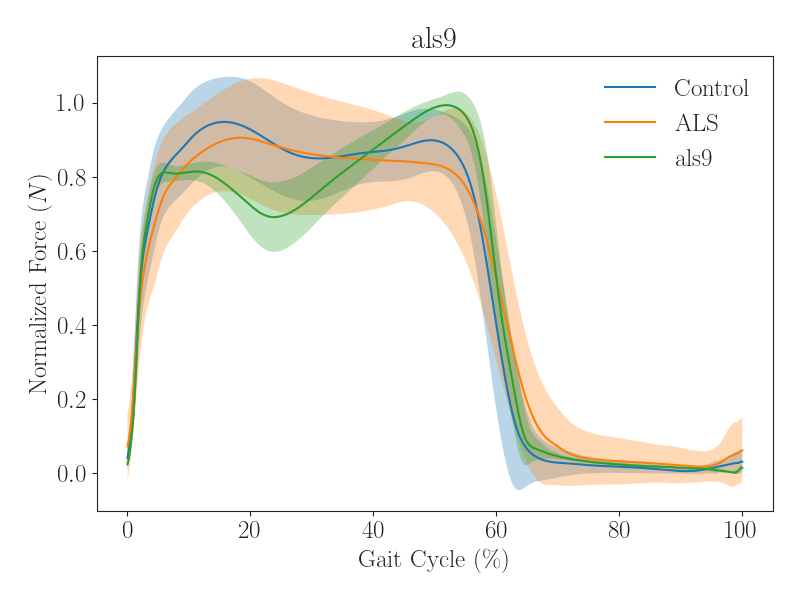 als9
Control
ALS
als9
1.0
0.8
0.6
0.4
0.2
0.0
Normalized Force (N)
0 20 40 60 80 100
Gait Cycle (%)